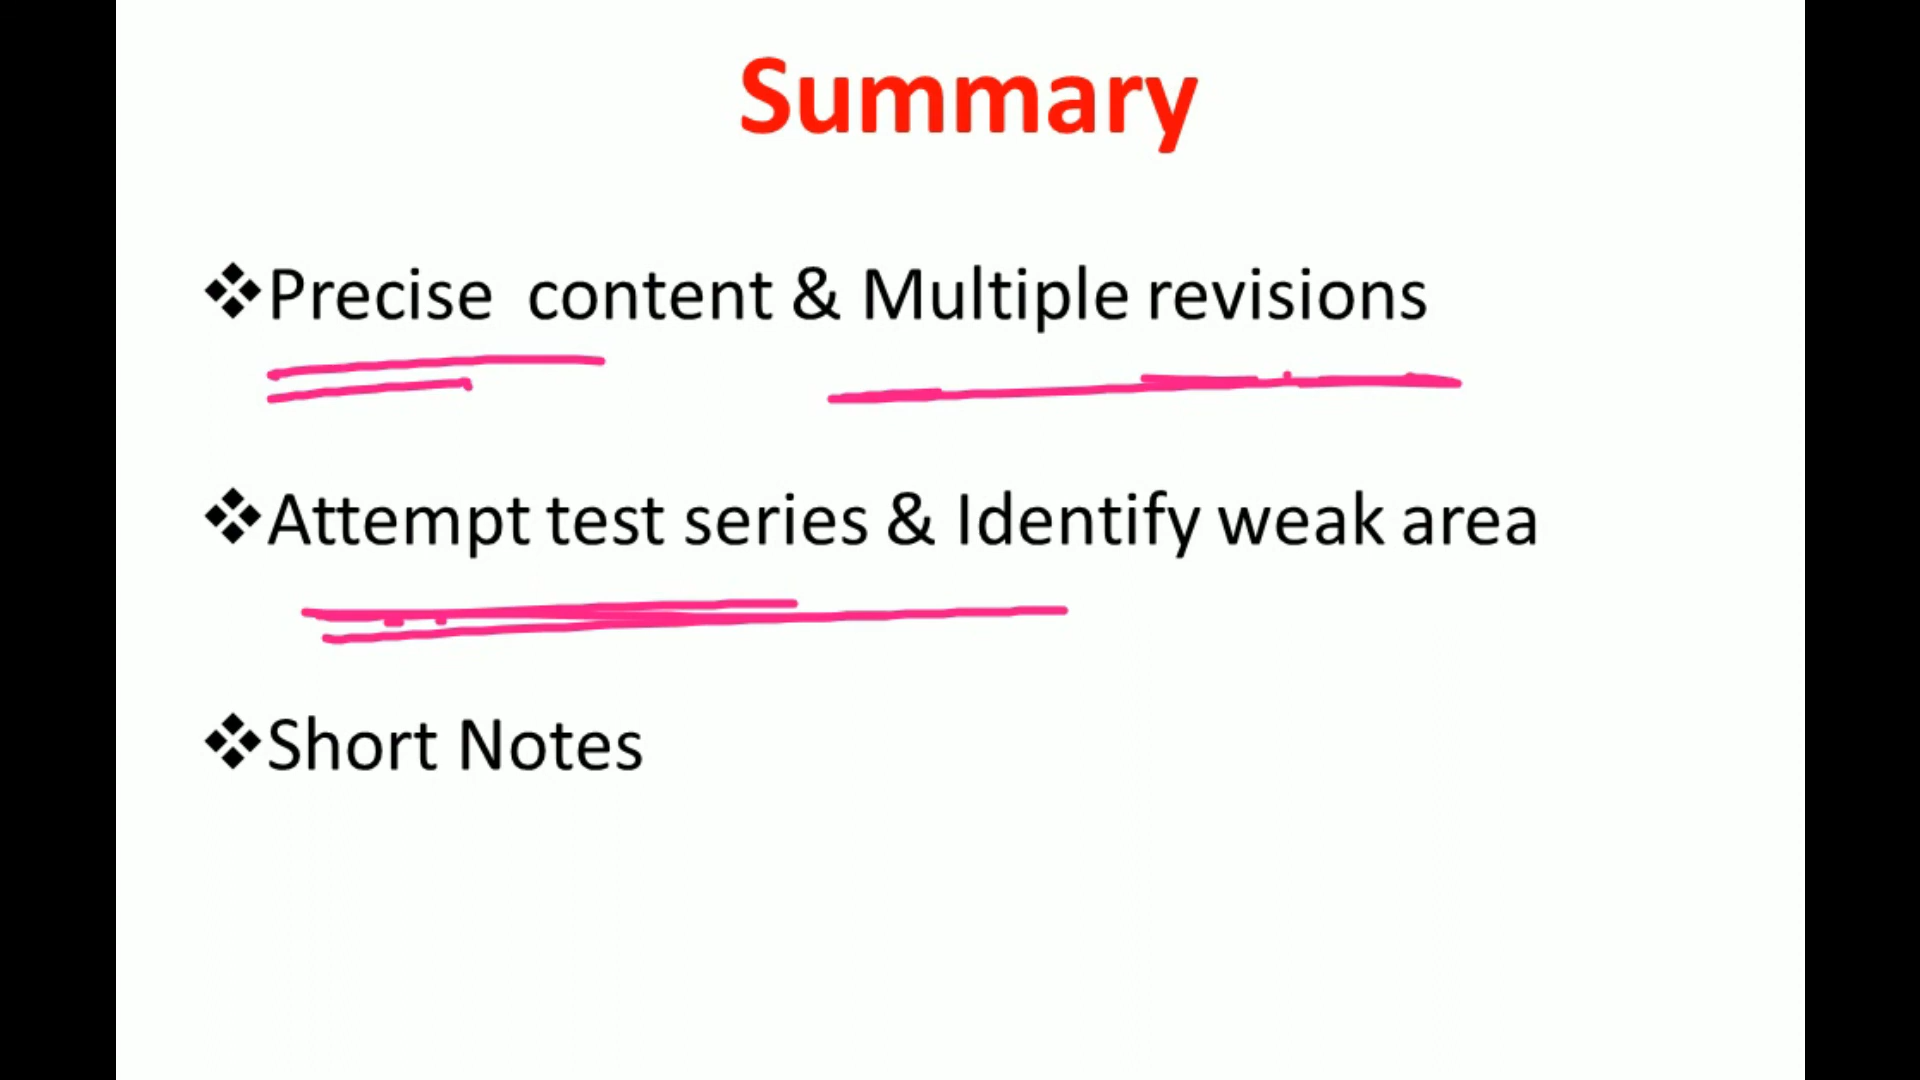 Summary
❖Precise content & Multiple revisions
❖Attempt test series & Identify weak area
❖Short Notes